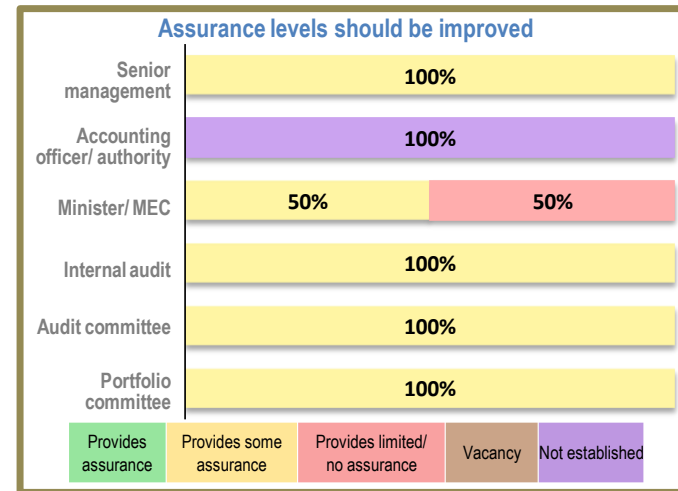 Assurance levels should be improved
Senior
management
100%
Accounting
officer/ authority
100%
Minister/ MEC
50%
50%
Internal audit
100%
Audit committee
100%
Portfolio
committee
100%
Provides
assurance
Provides some
assurance
Provides limited/
no assurance
Vacancy
Not established